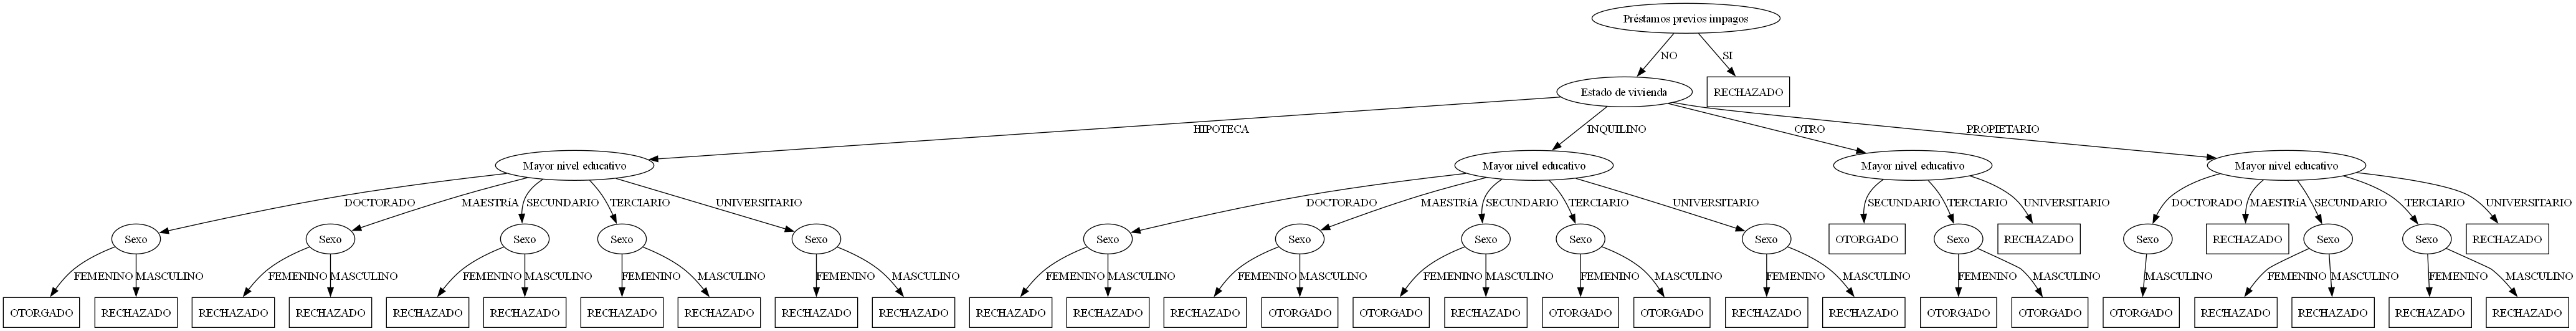 Préstamos previos impagos
NO
SI
Estado de vivienda
RECHAZADO
HIPOTECA
INQUILINO
OTRO
PROPIETARIO
Mayor nivel educativo
Mayor nivel educativo
Mayor nivel educativo
Mayor nivel educativo
DOCTORADO
MAESTRíA
SECUNDARIO
TERCIARIO
UNIVERSITARIO
DOCTORADO
MAESTRíA
SECUNDARIO
TERCIARIO
UNIVERSITARIO
SECUNDARIO
TERCIARIO
UNIVERSITARIO
DOCTORADO
MAESTRíA
SECUNDARIO
TERCIARIO
UNIVERSITARIO
Sexo
Sexo
Sexo
Sexo
Sexo
Sexo
Sexo
Sexo
Sexo
Sexo
OTORGADO
Sexo
RECHAZADO
Sexo
RECHAZADO
Sexo
Sexo
RECHAZADO
FEMENINO
MASCULINO
FEMENINO
MASCULINO
FEMENINO
MASCULINO
FEMENINO
MASCULINO
FEMENINO
MASCULINO
FEMENINO
MASCULINO
FEMENINO
MASCULINO
FEMENINO
MASCULINO
FEMENINO
MASCULINO
FEMENINO
MASCULINO
FEMENINO
MASCULINO
MASCULINO
FEMENINO
MASCULINO
FEMENINO
MASCULINO
OTORGADO
RECHAZADO
RECHAZADO
RECHAZADO
RECHAZADO
RECHAZADO
RECHAZADO
RECHAZADO
RECHAZADO
RECHAZADO
RECHAZADO
RECHAZADO
RECHAZADO
OTORGADO
OTORGADO
RECHAZADO
OTORGADO
OTORGADO
RECHAZADO
RECHAZADO
OTORGADO
OTORGADO
OTORGADO
RECHAZADO
RECHAZADO
RECHAZADO
RECHAZADO